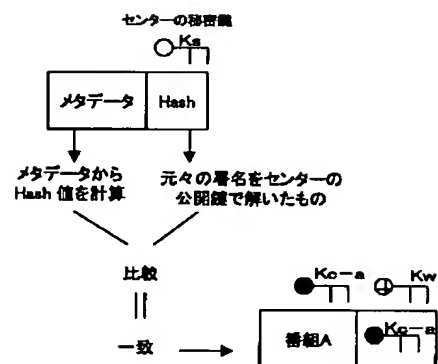 センターの秘密鍵
Ks
メタデータ Hash
メタデータから
Hash 値を計算
元々の署名をセンターの
公開鍵で解いたもの
比較
一致
Kc-a Kw
番組A Kc-a